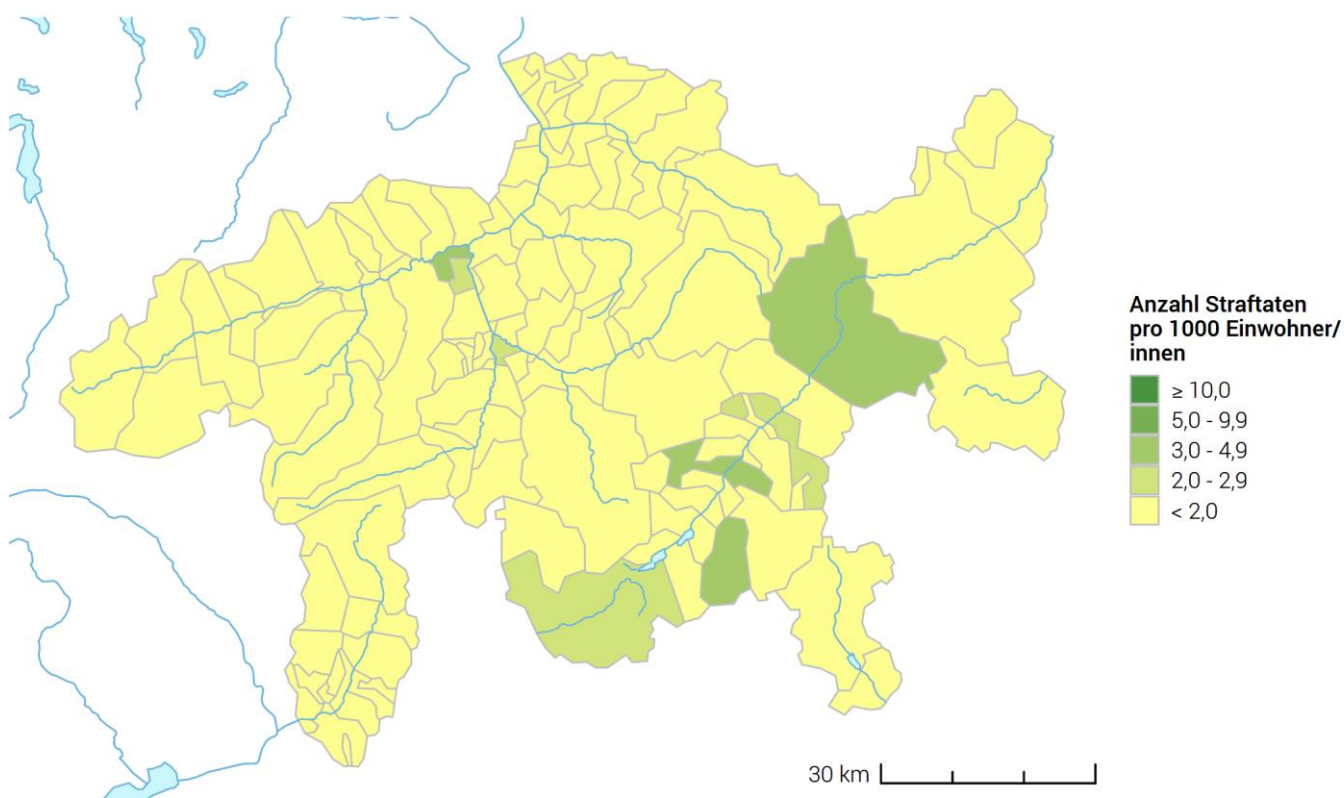 Anzahl Straftaten
pro 1000 Einwohner/
innen
≥ 10,0
5,0 - 9,9
3,0 - 4,9
2,0 - 2,9
< 2,0
30 km